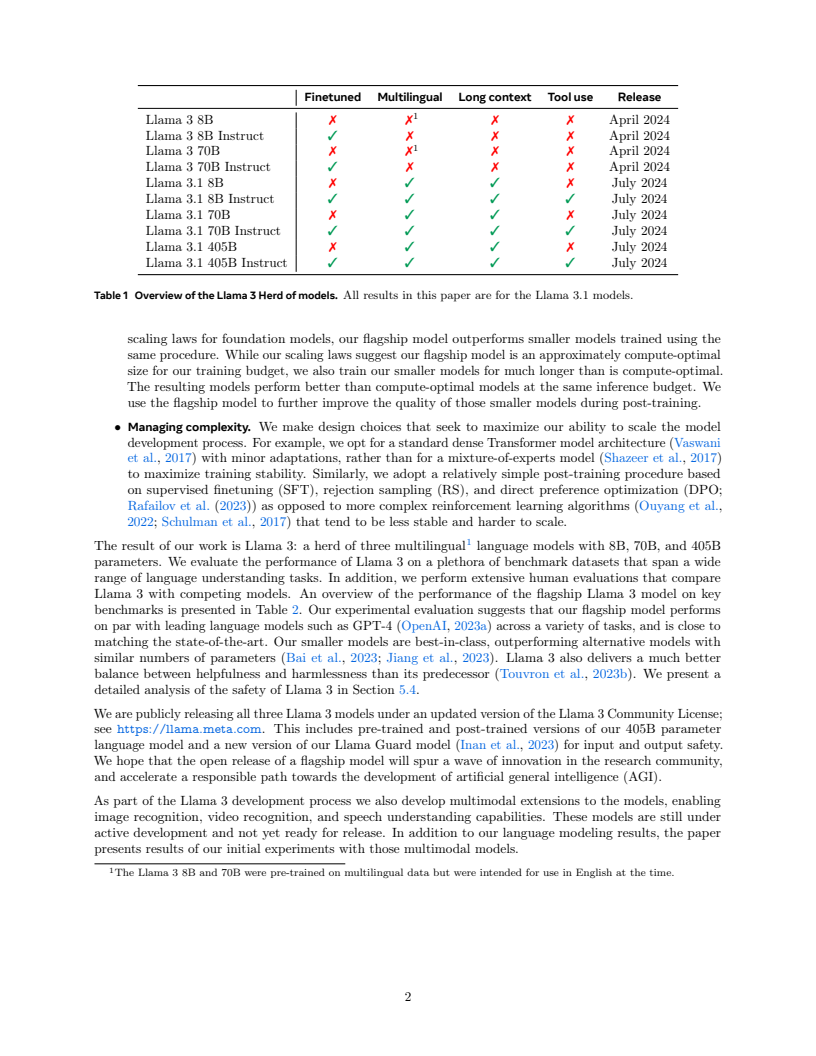 Finetuned Multilingual Long context Tool use Release
Llama 3 8B ✗ ✗¹ ✗ ✗ April 2024
Llama 3 8B Instruct ✓ ✗ ✗ ✗ April 2024
Llama 3 70B ✗ ✗¹ ✗ ✗ April 2024
Llama 3 70B Instruct ✓ ✗ ✗ ✗ April 2024
Llama 3.1 8B ✗ ✓ ✓ ✗ July 2024
Llama 3.1 8B Instruct ✓ ✓ ✓ ✓ July 2024
Llama 3.1 70B ✗ ✓ ✓ ✗ July 2024
Llama 3.1 70B Instruct ✓ ✓ ✓ ✓ July 2024
Llama 3.1 405B ✗ ✓ ✓ ✗ July 2024
Llama 3.1 405B Instruct ✓ ✓ ✓ ✓ July 2024
Table 1 Overview of the Llama 3 Herd of models. All results in this paper are for the Llama 3.1 models.
scaling laws for foundation models, our flagship model outperforms smaller models trained using the
same procedure. While our scaling laws suggest our flagship model is an approximately compute-optimal
size for our training budget, we also train our smaller models for much longer than is compute-optimal.
The resulting models perform better than compute-optimal models at the same inference budget. We
use the flagship model to further improve the quality of those smaller models during post-training.
• Managing complexity. We make design choices that seek to maximize our ability to scale the model
development process. For example, we opt for a standard dense Transformer model architecture (Vaswani
et al., 2017) with minor adaptations, rather than for a mixture-of-experts model (Shazeer et al., 2017)
to maximize training stability. Similarly, we adopt a relatively simple post-training procedure based
on supervised finetuning (SFT), rejection sampling (RS), and direct preference optimization (DPO;
Rafailov et al. (2023)) as opposed to more complex reinforcement learning algorithms (Ouyang et al.,
2022; Schulman et al., 2017) that tend to be less stable and harder to scale.
The result of our work is Llama 3: a herd of three multilingual¹ language models with 8B, 70B, and 405B
parameters. We evaluate the performance of Llama 3 on a plethora of benchmark datasets that span a wide
range of language understanding tasks. In addition, we perform extensive human evaluations that compare
Llama 3 with competing models. An overview of the performance of the flagship Llama 3 model on key
benchmarks is presented in Table 2. Our experimental evaluation suggests that our flagship model performs
on par with leading language models such as GPT-4 (OpenAI, 2023a) across a variety of tasks, and is close to
matching the state-of-the-art. Our smaller models are best-in-class, outperforming alternative models with
similar numbers of parameters (Bai et al., 2023; Jiang et al., 2023). Llama 3 also delivers a much better
balance between helpfulness and harmlessness than its predecessor (Touvron et al., 2023b). We present a
detailed analysis of the safety of Llama 3 in Section 5.4.
We are publicly releasing all three Llama 3 models under an updated version of the Llama 3 Community License;
see https://llama.meta.com. This includes pre-trained and post-trained versions of our 405B parameter
language model and a new version of our Llama Guard model (Inan et al., 2023) for input and output safety.
We hope that the open release of a flagship model will spur a wave of innovation in the research community,
and accelerate a responsible path towards the development of artificial general intelligence (AGI).
As part of the Llama 3 development process we also develop multimodal extensions to the models, enabling
image recognition, video recognition, and speech understanding capabilities. These models are still under
active development and not yet ready for release. In addition to our language modeling results, the paper
presents results of our initial experiments with those multimodal models.
¹The Llama 3 8B and 70B were pre-trained on multilingual data but were intended for use in English at the time.
2